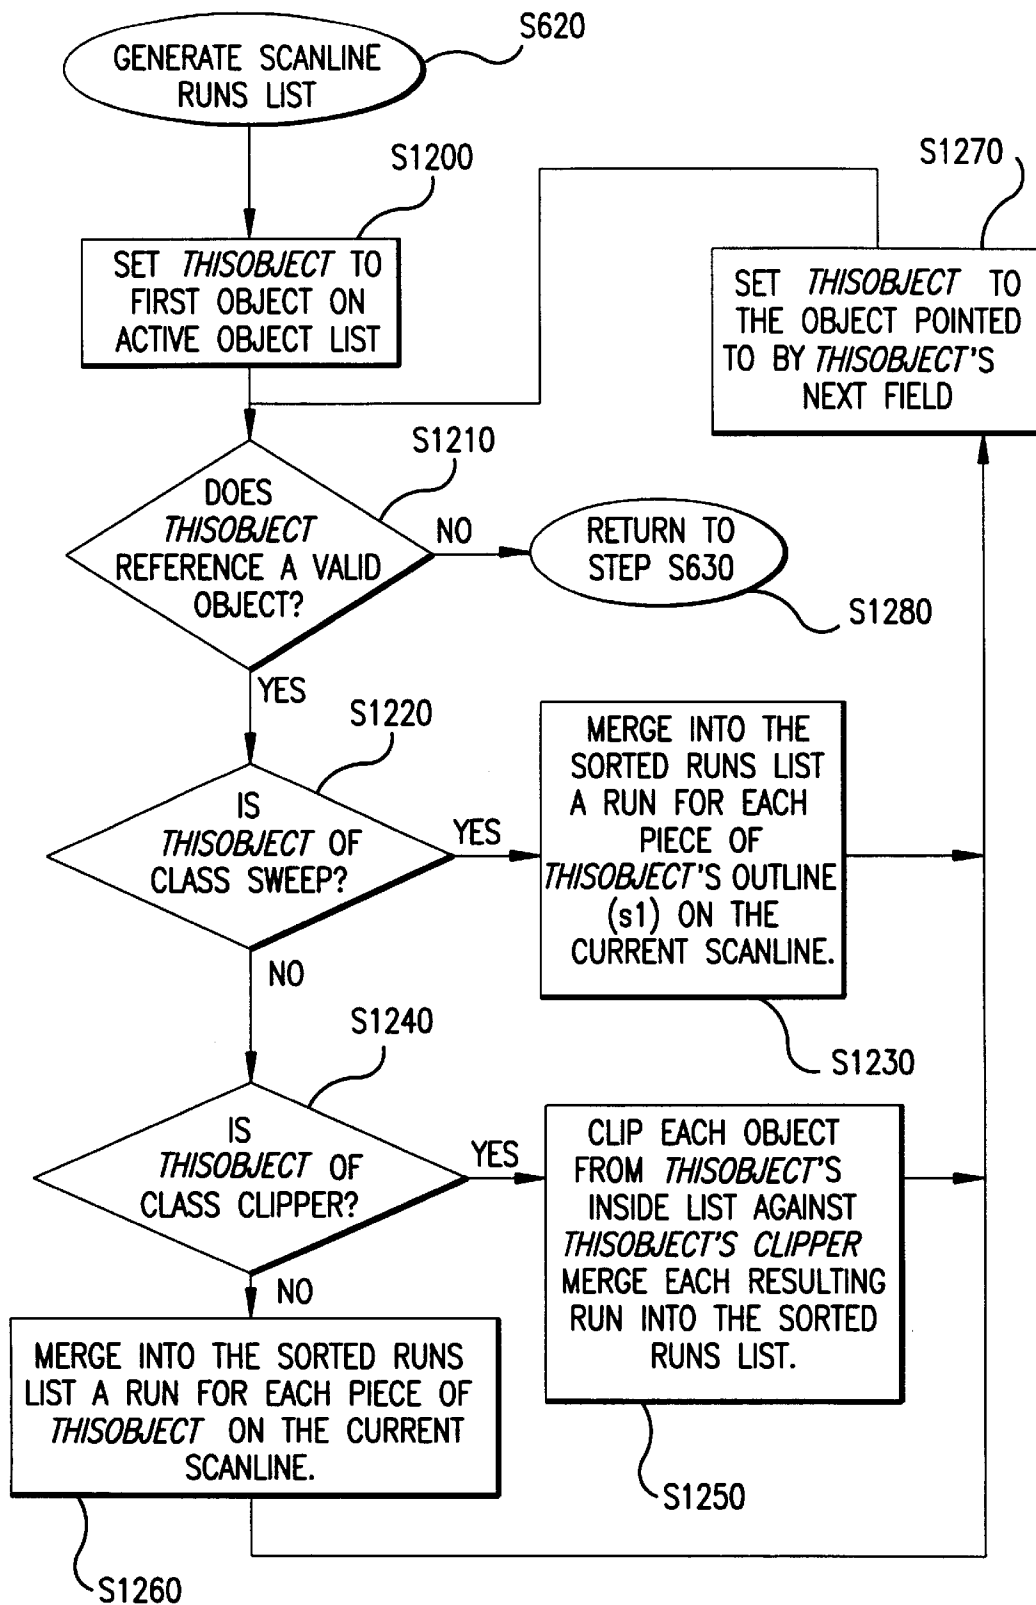 S620
GENERATE SCANLINE
RUNS LIST
S1200
SET THISOBJECT TO
FIRST OBJECT ON
ACTIVE OBJECT LIST
S1270
SET THISOBJECT TO
THE OBJECT POINTED
TO BY THISOBJECT'S
NEXT FIELD
S1210
DOES
THISOBJECT
REFERENCE A VALID
OBJECT?
NO
RETURN TO
STEP S630
S1280
YES
S1220
IS
THISOBJECT OF
CLASS SWEEP?
YES
MERGE INTO THE
SORTED RUNS LIST
A RUN FOR EACH
PIECE OF
THISOBJECT'S OUTLINE
(s1) ON THE
CURRENT SCANLINE.
S1230
NO
S1240
IS
THISOBJECT OF
CLASS CLIPPER?
YES
CLIP EACH OBJECT
FROM THISOBJECT'S
INSIDE LIST AGAINST
THISOBJECT'S CLIPPER
MERGE EACH RESULTING
RUN INTO THE SORTED
RUNS LIST.
S1250
NO
MERGE INTO THE SORTED RUNS
LIST A RUN FOR EACH PIECE OF
THISOBJECT ON THE CURRENT
SCANLINE.
S1260